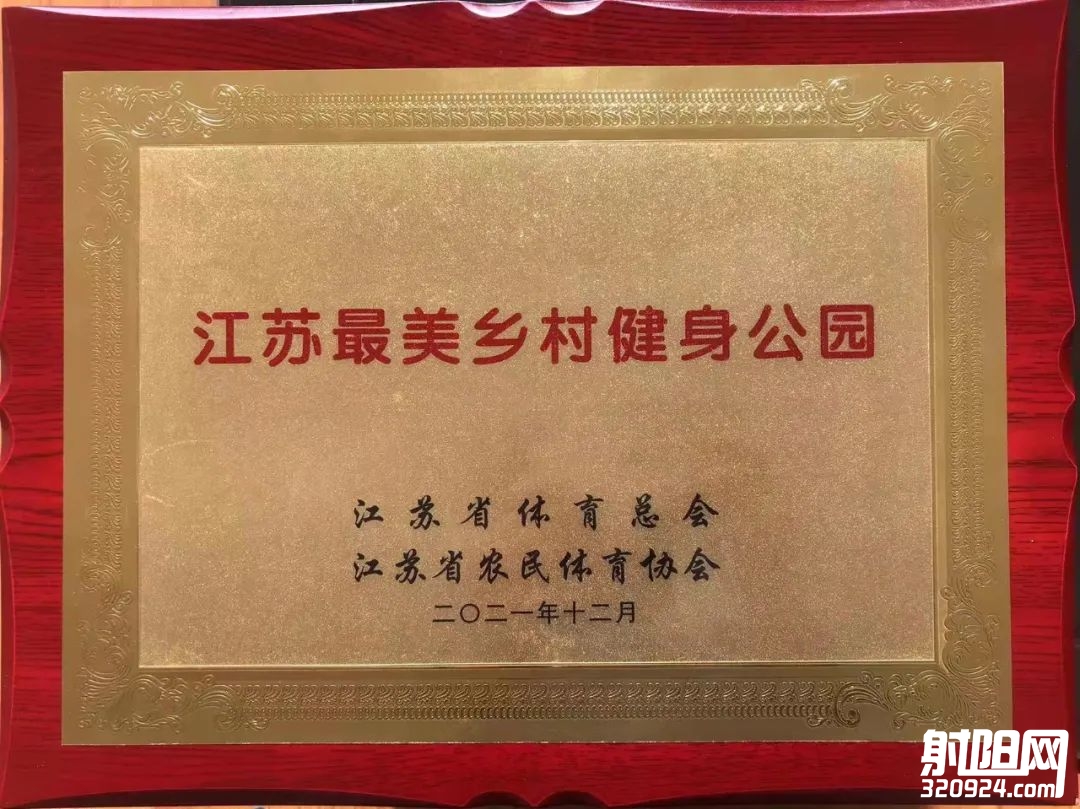 江苏最美乡村健身公园
江苏省体育总会
江苏省农民体育协会
二〇二一年十二月
射阳网
320924.com